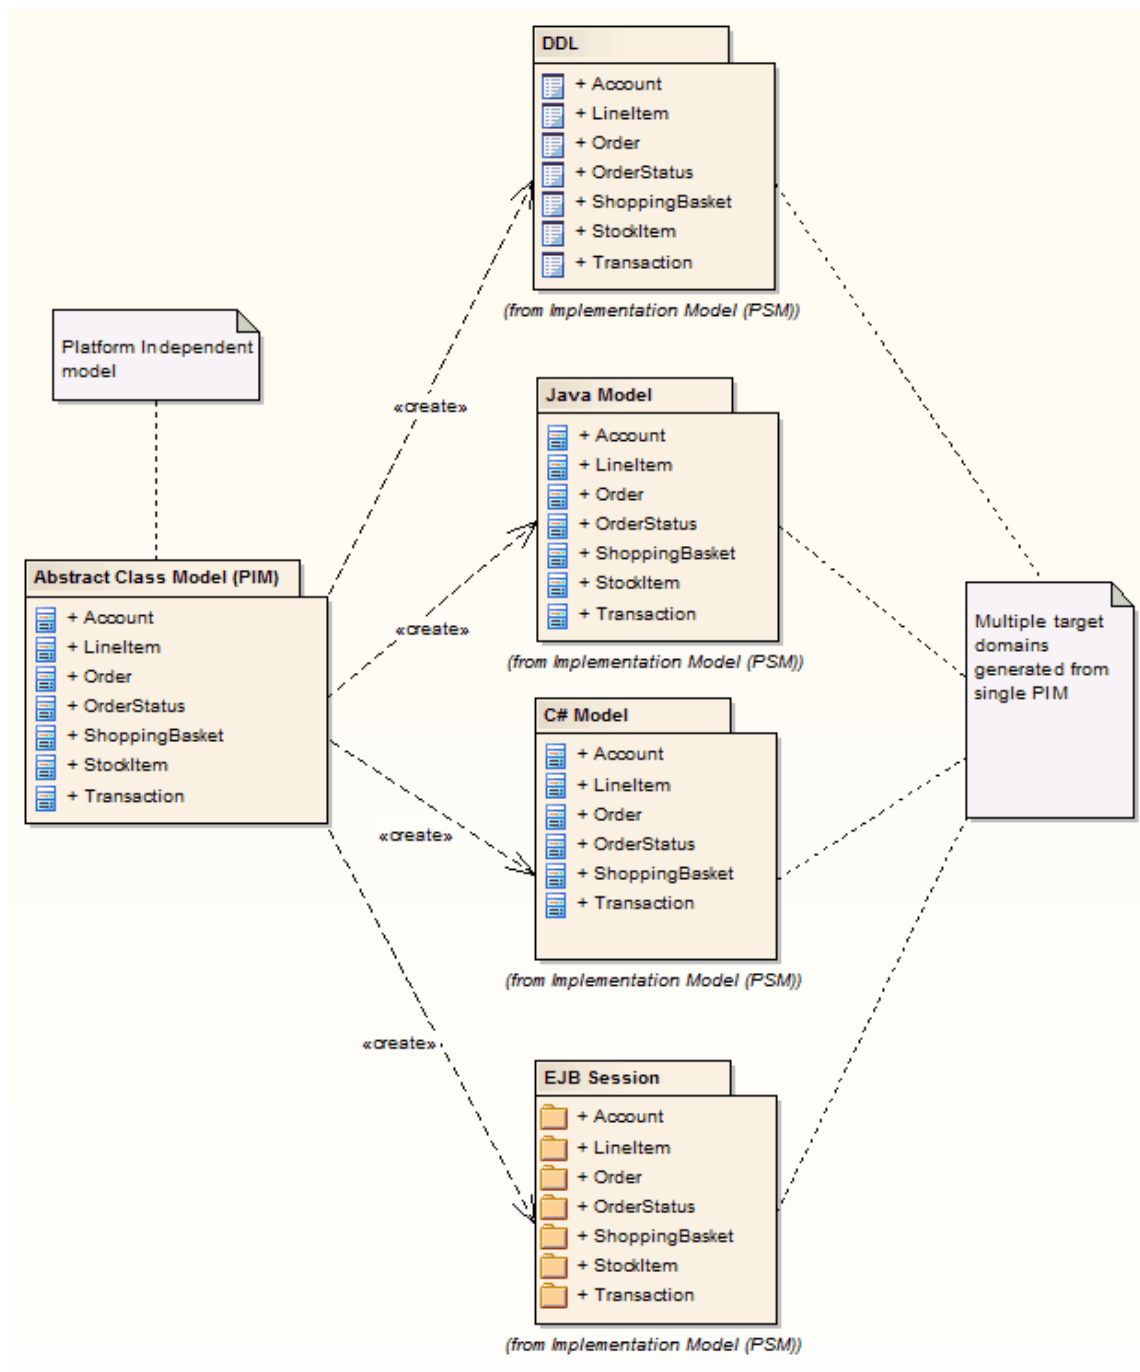 DDL
+ Account
+ LineItem
+ Order
+ OrderStatus
+ ShoppingBasket
+ StockItem
+ Transaction
(from Implementation Model (PSM))
Platform Independent
model
«create»
Java Model
+ Account
+ LineItem
+ Order
+ OrderStatus
+ ShoppingBasket
+ StockItem
+ Transaction
(from Implementation Model (PSM))
«create»
Abstract Class Model (PIM)
+ Account
+ LineItem
+ Order
+ OrderStatus
+ ShoppingBasket
+ StockItem
+ Transaction
Multiple target
domains
generated from
single PIM
C# Model
+ Account
+ LineItem
+ Order
+ OrderStatus
+ ShoppingBasket
+ Transaction
(from Implementation Model (PSM))
«create»
«create»
EJB Session
+ Account
+ LineItem
+ Order
+ OrderStatus
+ ShoppingBasket
+ StockItem
+ Transaction
(from Implementation Model (PSM))